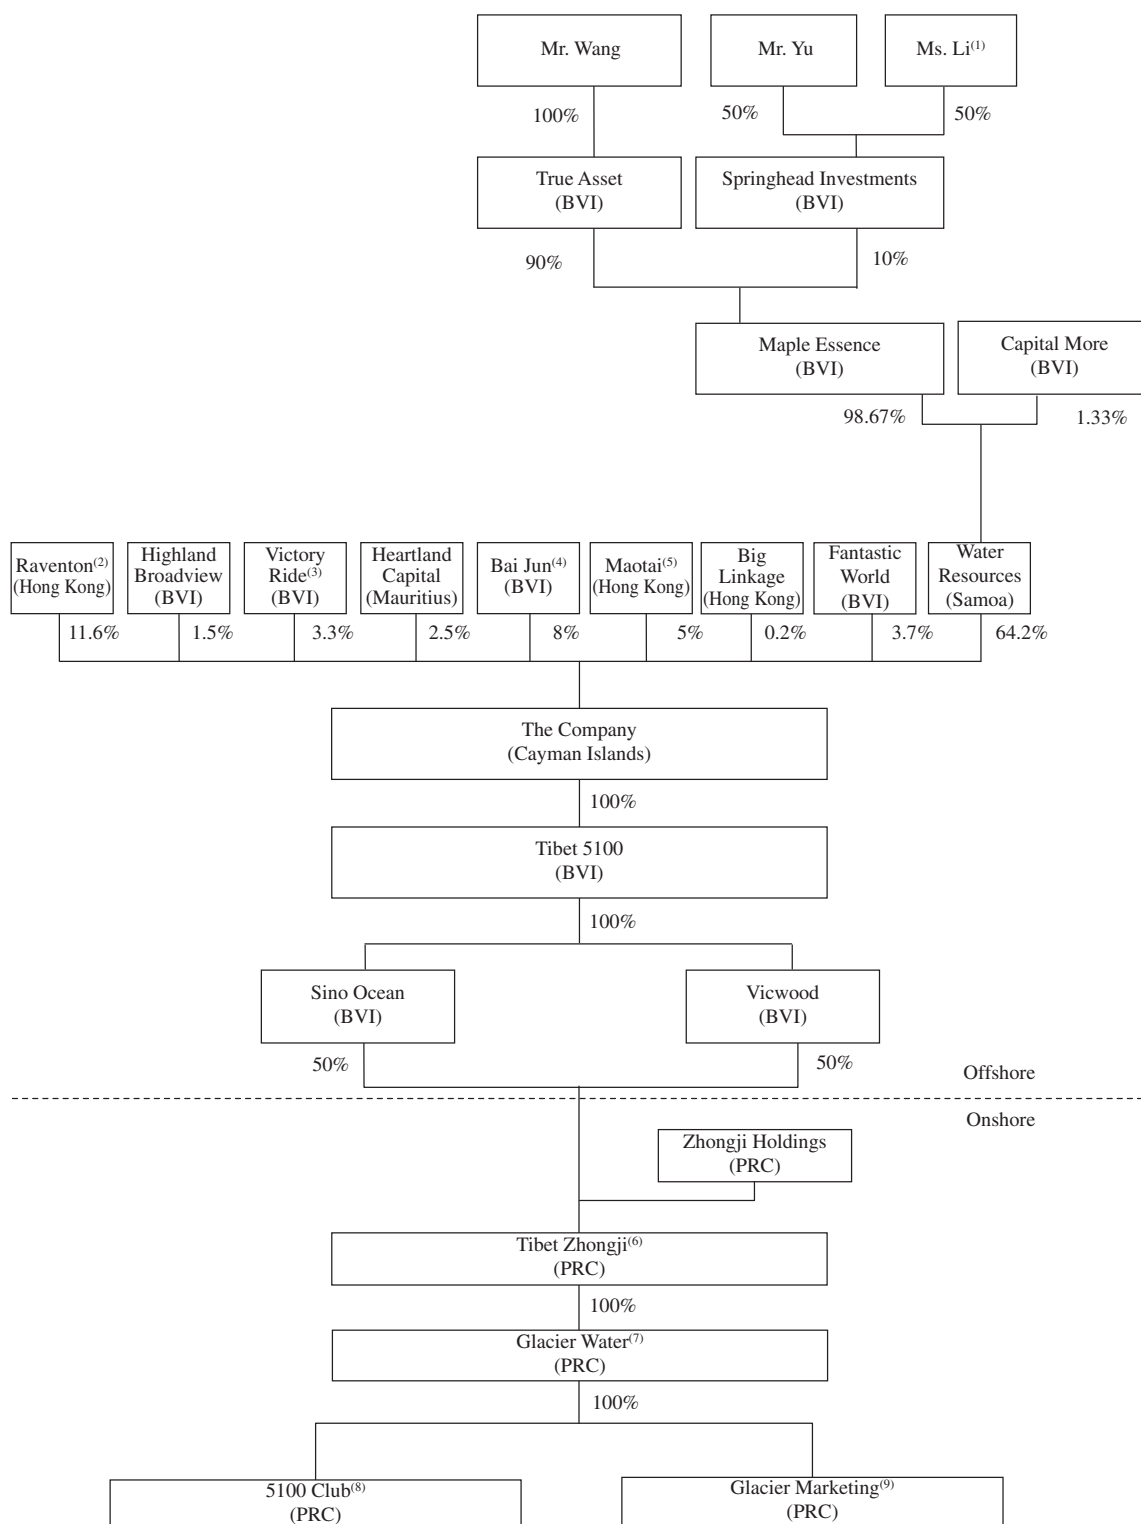 Mr. Wang
Mr. Yu
Ms. Li(1)
100%
50%
50%
True Asset
(BVI)
Springhead Investments
(BVI)
90%
10%
Maple Essence
(BVI)
Capital More
(BVI)
98.67%
1.33%
Raventon(2)
(Hong Kong)
Highland
Broadview
(BVI)
Victory
Ride(3)
(BVI)
Heartland
Capital
(Mauritius)
Bai Jun(4)
(BVI)
Maotai(5)
(Hong Kong)
Big
Linkage
(Hong Kong)
Fantastic
World
(BVI)
Water
Resources
(Samoa)
11.6%
1.5%
3.3%
2.5%
8%
5%
0.2%
3.7%
64.2%
The Company
(Cayman Islands)
100%
Tibet 5100
(BVI)
100%
Sino Ocean
(BVI)
Vicwood
(BVI)
50%
50%
Offshore
Onshore
Zhongji Holdings
(PRC)
Tibet Zhongji(6)
(PRC)
100%
Glacier Water(7)
(PRC)
100%
5100 Club(8)
(PRC)
Glacier Marketing(9)
(PRC)